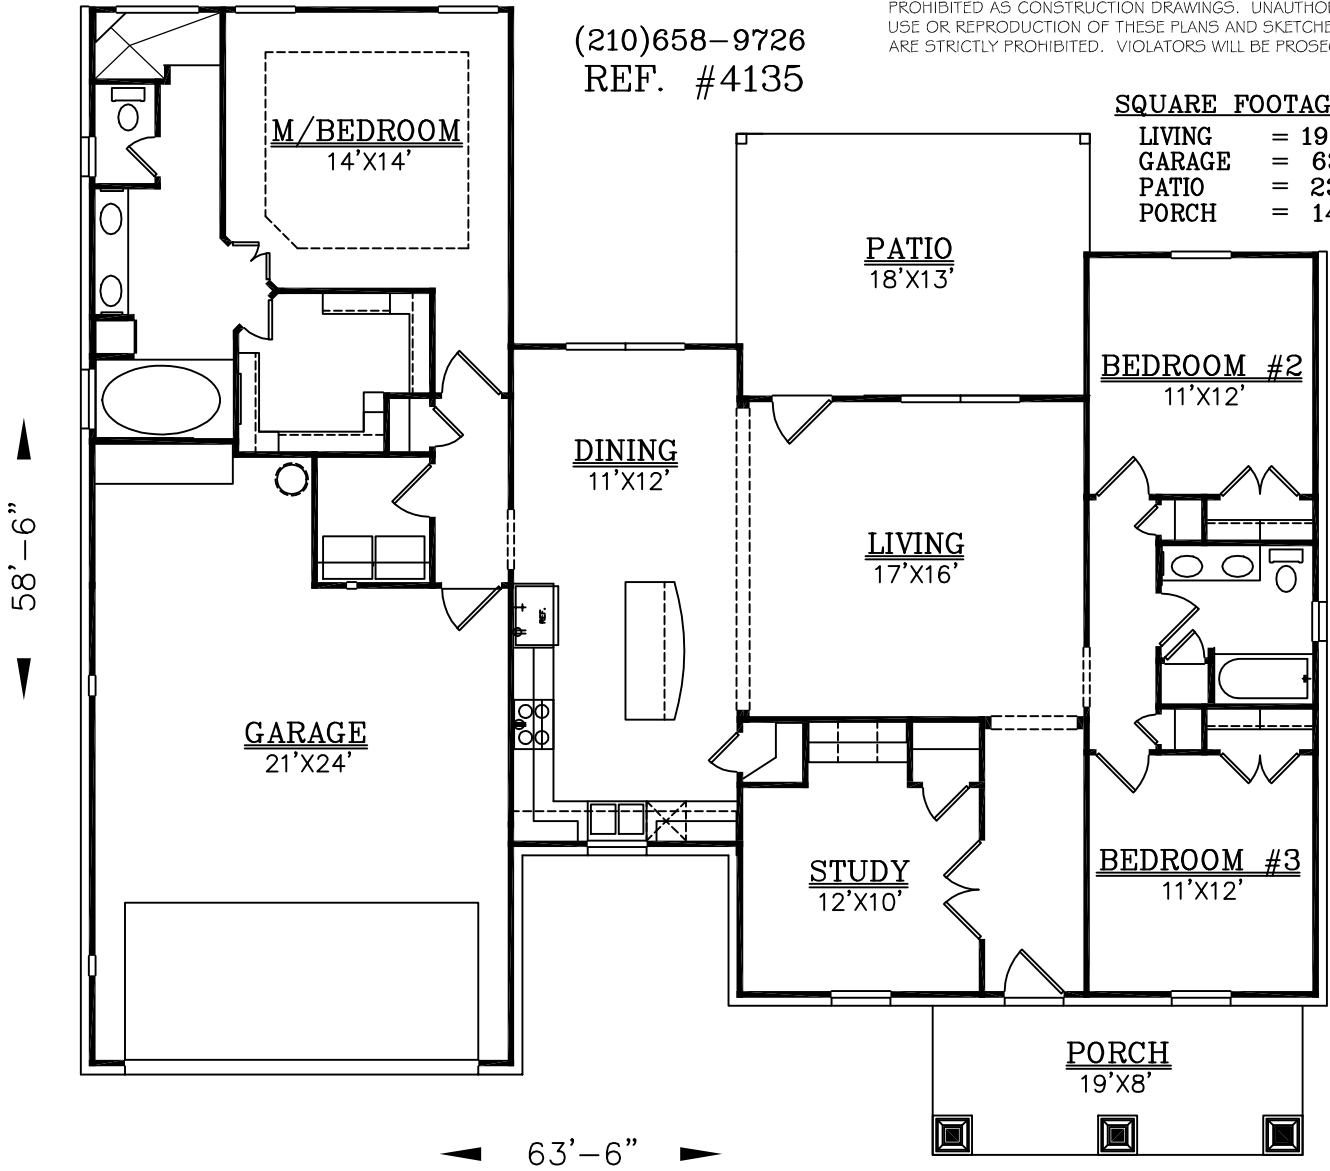 PROHIBITED AS CONSTRUCTION DRAWINGS. UNAUTHO
USE OR REPRODUCTION OF THESE PLANS AND SKETCHE
ARE STRICTLY PROHIBITED. VIOLATORS WILL BE PROSE
(210)658-9726
REF. #4135
SQUARE FOOTAG
LIVING = 19
GARAGE = 6
PATIO = 2
PORCH = 14
M/BEDROOM
14'X14'
PATIO
18'X13'
BEDROOM #2
11'X12'
DINING
11'X12'
LIVING
17'X16'
58'-6"
REF.
GARAGE
21'X24'
STUDY
12'X10'
BEDROOM #3
11'X12'
PORCH
19'X8'
63'-6"